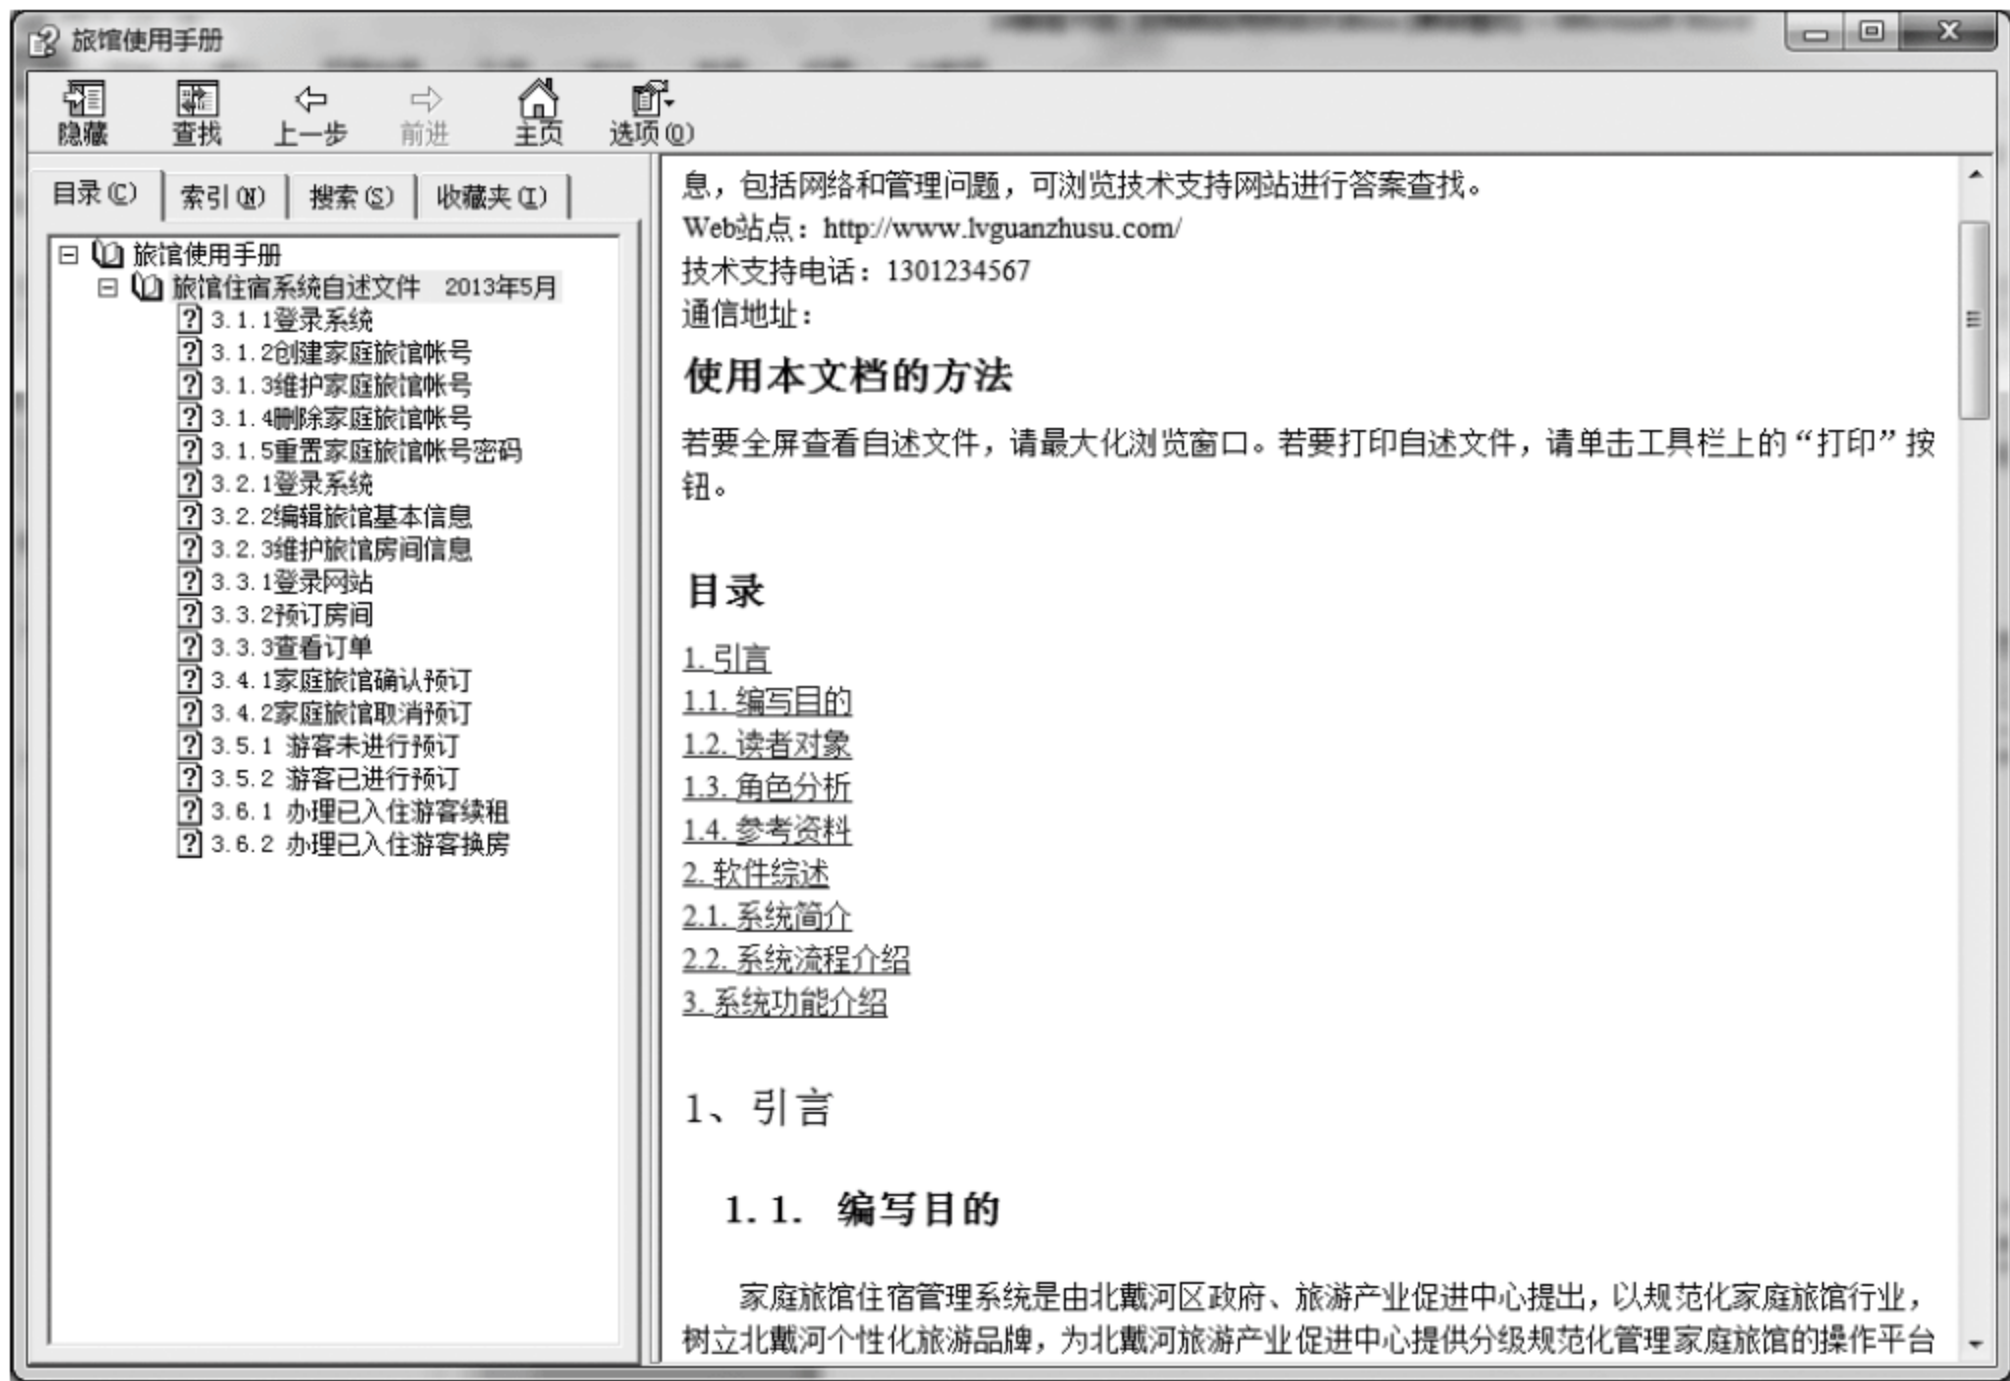 旅馆使用手册
隐藏
查找
上一步
前进
主页
选项(O)
目录(C)
索引(N)
搜索(S)
收藏夹(I)
旅馆使用手册
旅馆住宿系统自述文件 2013年5月
3.1.1登录系统
3.1.2创建家庭旅馆帐号
3.1.3维护家庭旅馆帐号
3.1.4删除家庭旅馆帐号
3.1.5重置家庭旅馆帐号密码
3.2.1登录系统
3.2.2编辑旅馆基本信息
3.2.3维护旅馆房间信息
3.3.1登录网站
3.3.2预订房间
3.3.3查看订单
3.4.1家庭旅馆确认预订
3.4.2家庭旅馆取消预订
3.5.1 游客未进行预订
3.5.2 游客已进行预订
3.6.1 办理已入住游客续租
3.6.2 办理已入住游客换房
息，包括网络和管理问题，可浏览技术支持网站进行答案查找。
Web站点：http://www.lvguanzhusu.com/
技术支持电话：1301234567
通信地址：
使用本文档的方法
若要全屏查看自述文件，请最大化浏览窗口。若要打印自述文件，请单击工具栏上的“打印”按
钮。
目录
1. 引言
1.1. 编写目的
1.2. 读者对象
1.3. 角色分析
1.4. 参考资料
2. 软件综述
2.1. 系统简介
2.2. 系统流程介绍
3. 系统功能介绍
1、引言
1.1. 编写目的
家庭旅馆住宿管理系统是由北戴河区政府、旅游产业促进中心提出，以规范化家庭旅馆行业，
树立北戴河个性化旅游品牌，为北戴河旅游产业促进中心提供分级规范化管理家庭旅馆的操作平台